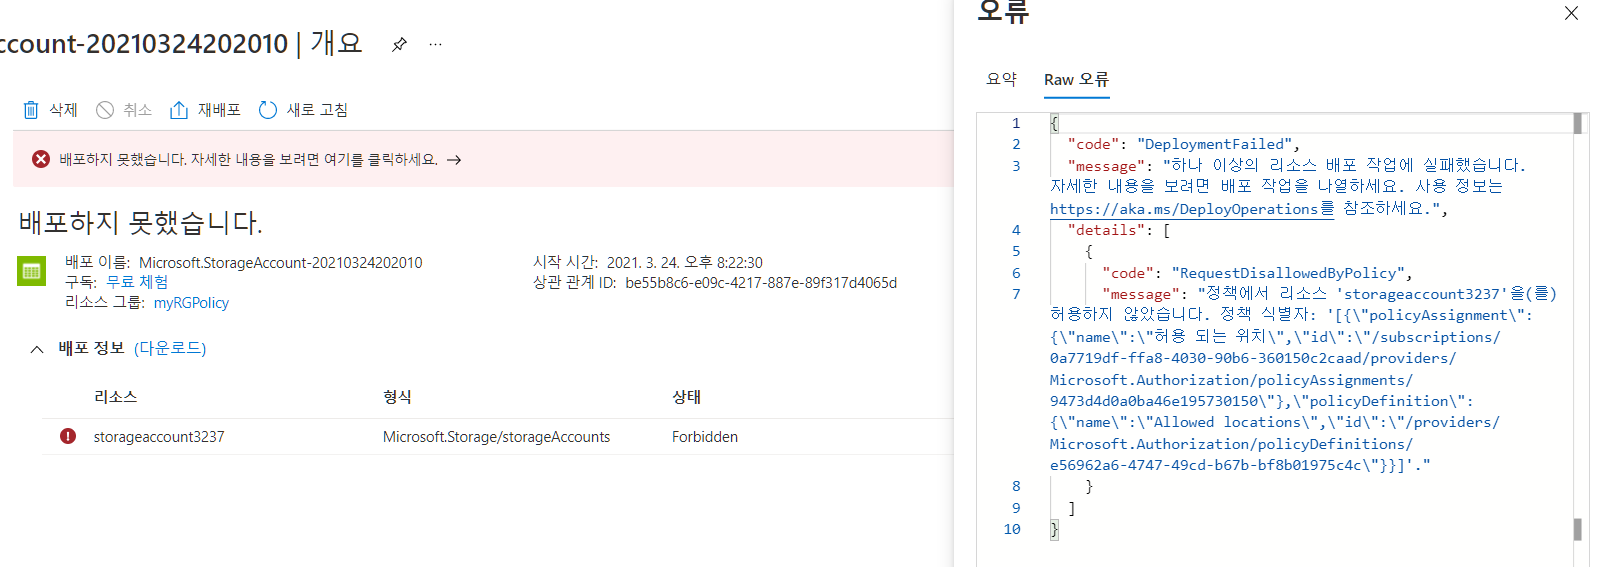 ccount-20210324202010 | 개요
삭제 취소 재배포 새로 고침
배포하지 못했습니다. 자세한 내용을 보려면 여기를 클릭하세요. →
배포하지 못했습니다.
배포 이름: Microsoft.StorageAccount-20210324202010
구독: 무료 체험
리소스 그룹: myRGPolicy
시작 시간: 2021. 3. 24. 오후 8:22:30
상관 관계 ID: be55b8c6-e09c-4217-887e-89f317d4065d
배포 정보 (다운로드)
리소스 형식 상태
storageaccount3237 Microsoft.Storage/storageAccounts Forbidden
오류
요약 Raw 오류
1 {
2 "code": "DeploymentFailed",
3 "message": "하나 이상의 리소스 배포 작업에 실패했습니다.
자세한 내용을 보려면 배포 작업을 나열하세요. 사용 정보는
https://aka.ms/DeployOperations를 참조하세요.",
4 "details": [
5 {
6 "code": "RequestDisallowedByPolicy",
7 "message": "정책에서 리소스 'storageaccount3237'을(를)
허용하지 않았습니다. 정책 식별자: '[{\"policyAssignment\":
{\"name\":\"허용 되는 위치\",\"id\":\"/subscriptions/
0a7719df-ffa8-4030-90b6-360150c2caad/providers/
Microsoft.Authorization/policyAssignments/
9473d4d0a0ba46e195730150\"},\"policyDefinition\":
{\"name\":\"Allowed locations\",\"id\":\"/providers/
Microsoft.Authorization/policyDefinitions/
e56962a6-4747-49cd-b67b-bf8b01975c4c\"}}]'."
8 }
9 ]
10 }